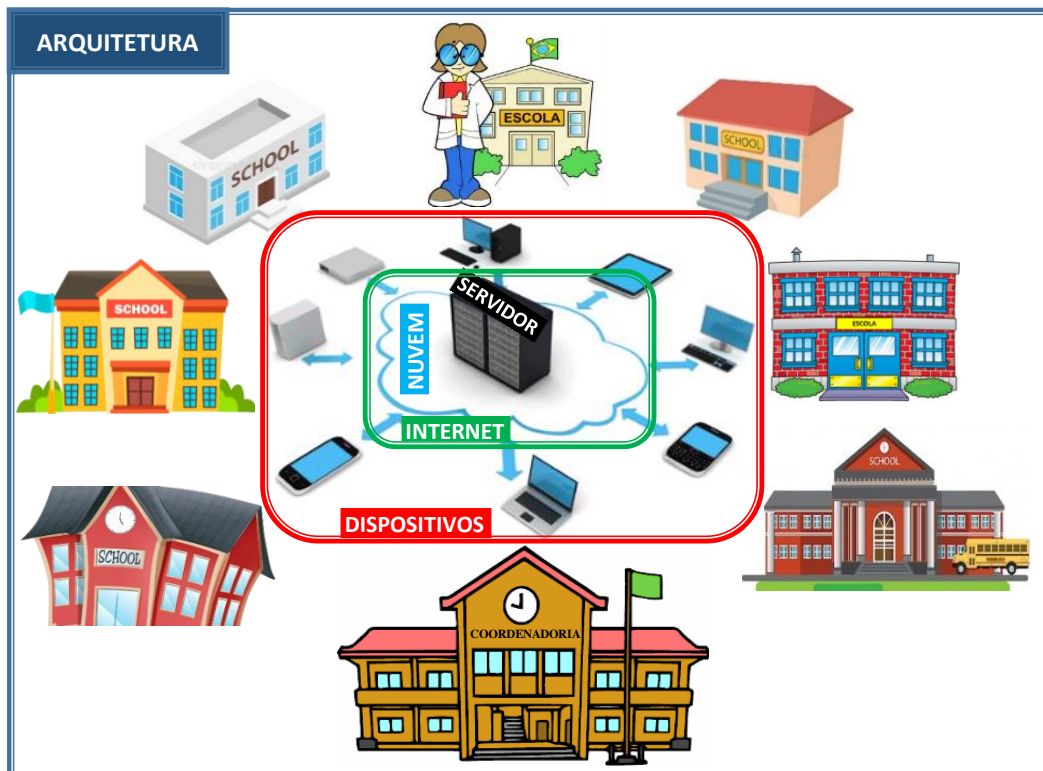 ARQUITETURA
ESCOLA
SCHOOL
SCHOOL
SERVIDOR
SCHOOL
NUVEM
ESCOLA
INTERNET
SCHOOL
DISPOSITIVOS
SCHOOL
COORDENADORIA